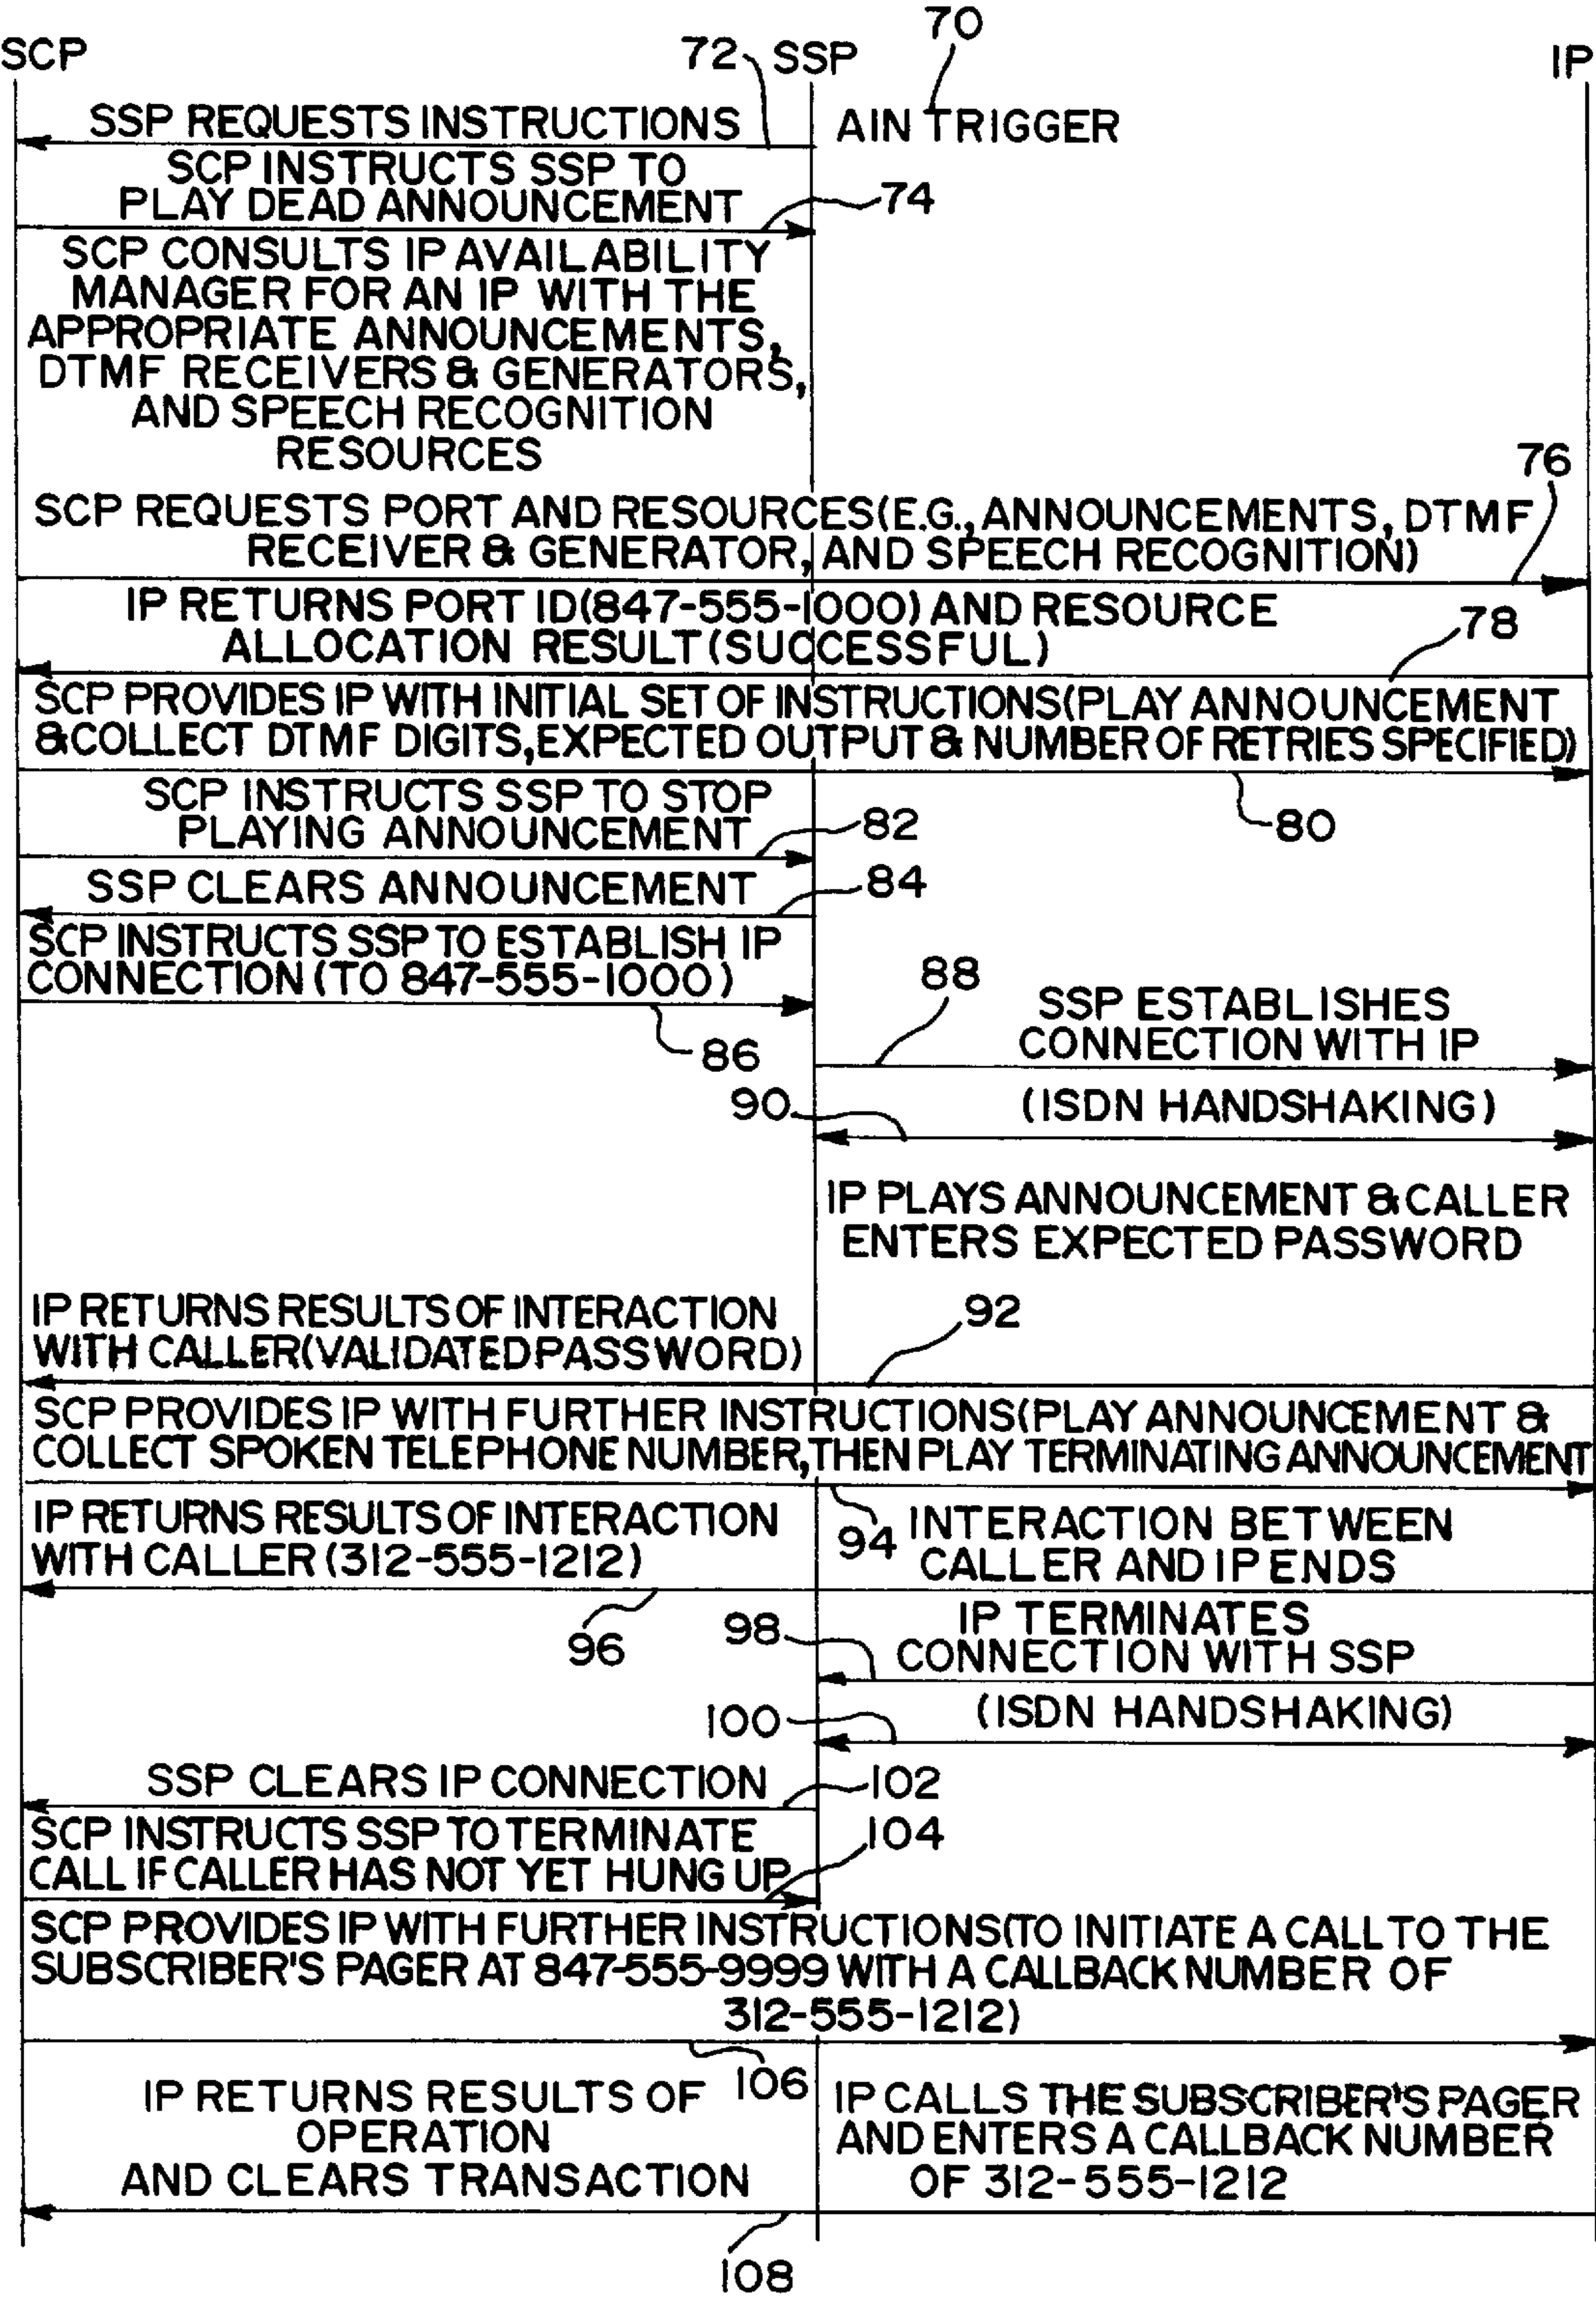 70
SCP
72
SSP
IP
SSP REQUESTS INSTRUCTIONS
AIN TRIGGER
SCP INSTRUCTS SSP TO
PLAY DEAD ANNOUNCEMENT
74
SCP CONSULTS IP AVAILABILITY
MANAGER FOR AN IP WITH THE
APPROPRIATE ANNOUNCEMENTS,
DTMF RECEIVERS & GENERATORS,
AND SPEECH RECOGNITION
RESOURCES
76
SCP REQUESTS PORT AND RESOURCES(E.G., ANNOUNCEMENTS, DTMF
RECEIVER & GENERATOR, AND SPEECH RECOGNITION)
IP RETURNS PORT ID(847-555-1000) AND RESOURCE
ALLOCATION RESULT(SUCCESSFUL)
78
SCP PROVIDES IP WITH INITIAL SET OF INSTRUCTIONS(PLAY ANNOUNCEMENT
& COLLECT DTMF DIGITS, EXPECTED OUTPUT & NUMBER OF RETRIES SPECIFIED)
80
SCP INSTRUCTS SSP TO STOP
PLAYING ANNOUNCEMENT
82
SSP CLEARS ANNOUNCEMENT
84
SCP INSTRUCTS SSP TO ESTABLISH IP
CONNECTION (TO 847-555-1000)
86
88
SSP ESTABLISHES
CONNECTION WITH IP
90
(ISDN HANDSHAKING)
IP PLAYS ANNOUNCEMENT & CALLER
ENTERS EXPECTED PASSWORD
IP RETURNS RESULTS OF INTERACTION
WITH CALLER(VALIDATED PASSWORD)
92
SCP PROVIDES IP WITH FURTHER INSTRUCTIONS(PLAY ANNOUNCEMENT &
COLLECT SPOKEN TELEPHONE NUMBER, THEN PLAY TERMINATING ANNOUNCEMENT
94
IP RETURNS RESULTS OF INTERACTION
WITH CALLER (312-555-1212)
INTERACTION BETWEEN
CALLER AND IP ENDS
96
98
IP TERMINATES
CONNECTION WITH SSP
100
(ISDN HANDSHAKING)
SSP CLEARS IP CONNECTION
102
SCP INSTRUCTS SSP TO TERMINATE
CALL IF CALLER HAS NOT YET HUNG UP
104
SCP PROVIDES IP WITH FURTHER INSTRUCTIONS(TO INITIATE A CALL TO THE
SUBSCRIBER'S PAGER AT 847-555-9999 WITH A CALLBACK NUMBER OF
312-555-1212)
106
IP RETURNS RESULTS OF
OPERATION
AND CLEARS TRANSACTION
IP CALLS THE SUBSCRIBER'S PAGER
AND ENTERS A CALLBACK NUMBER
OF 312-555-1212
108